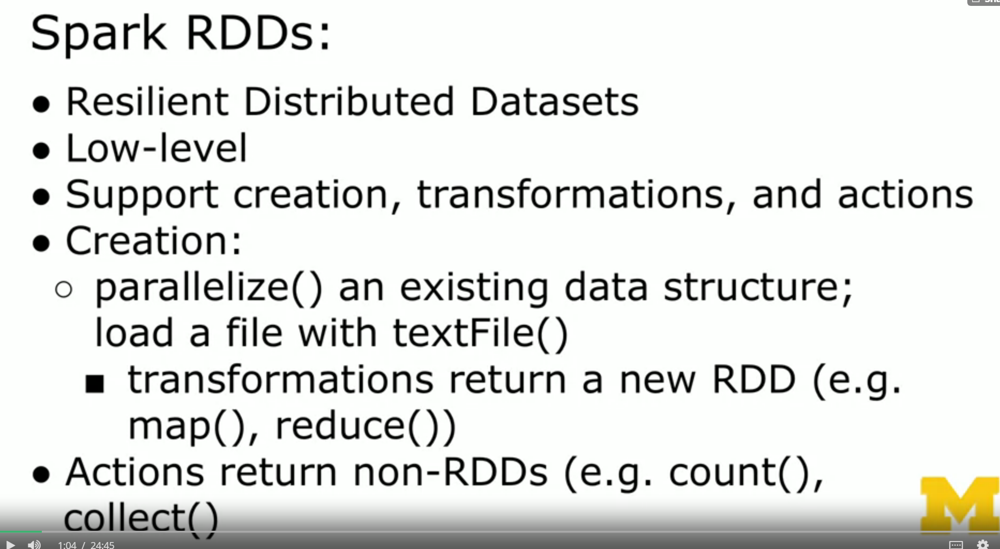 Spark RDDs:
● Resilient Distributed Datasets
● Low-level
● Support creation, transformations, and actions
● Creation:
○ parallelize() an existing data structure;
load a file with textFile()
■ transformations return a new RDD (e.g.
map(), reduce())
● Actions return non-RDDs (e.g. count(),
collect()
M
1:04 / 24:45